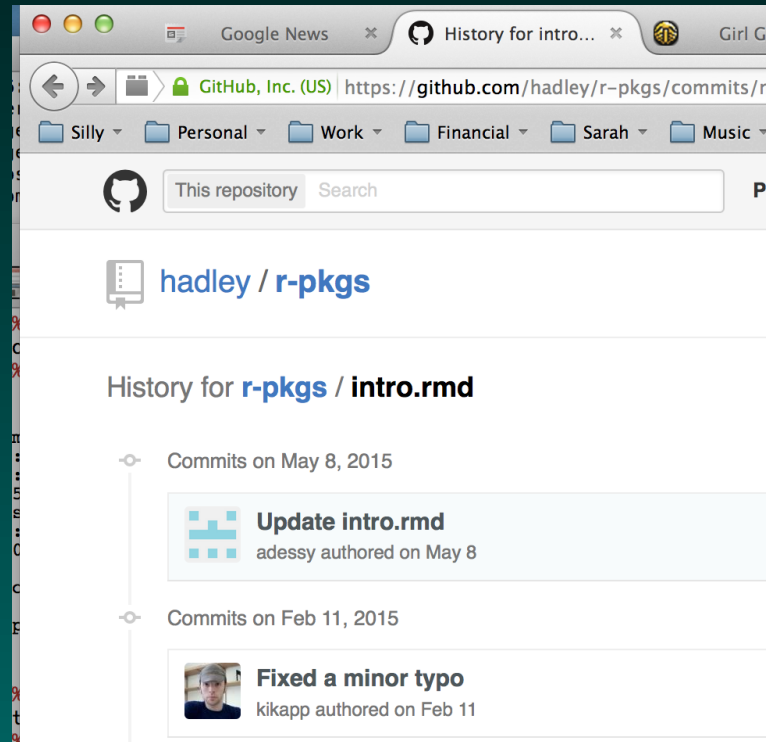 Google News
History for intro...
Girl G
GitHub, Inc. (US) https://github.com/hadley/r-pkgs/commits/
Silly Personal Work Financial Sarah Music
This repository Search
P
hadley / r-pkgs
History for r-pkgs / intro.rmd
Commits on May 8, 2015
Update intro.rmd
adessy authored on May 8
Commits on Feb 11, 2015
Fixed a minor typo
kikapp authored on Feb 11